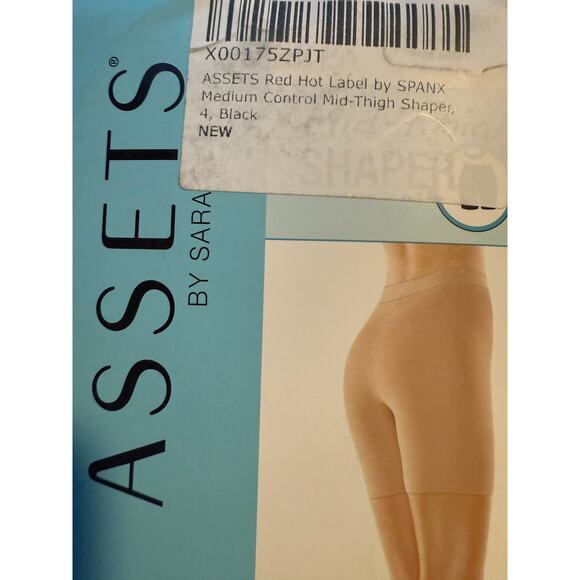 X00175ZPJT
ASSETS Red Hot Label by SPANX
Medium Control Mid-Thigh Shaper,
4, Black
NEW
SHAPER
ASSETS®
BY SARA